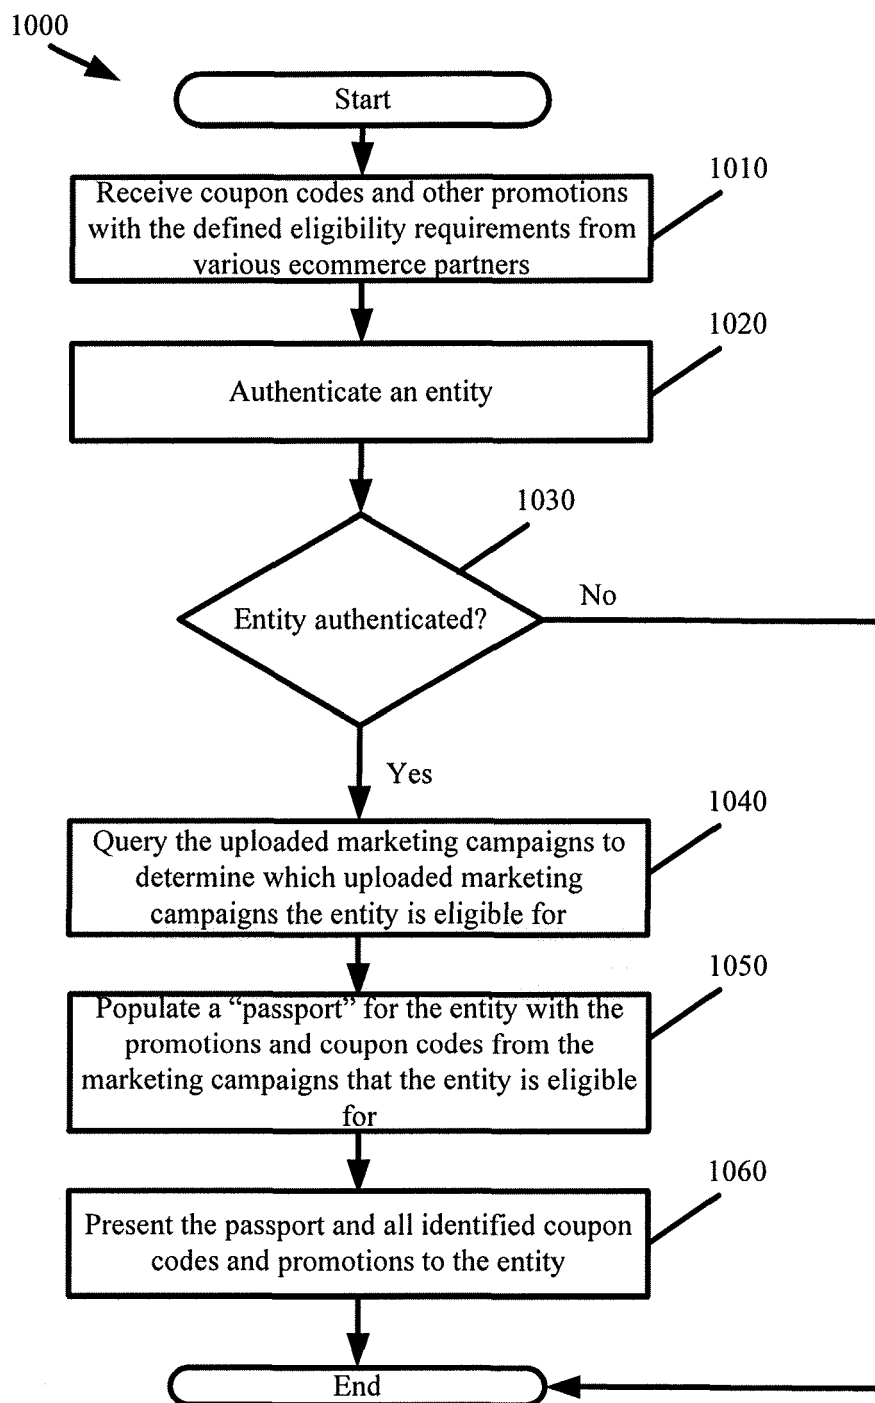 1000
Start
1010
Receive coupon codes and other promotions
with the defined eligibility requirements from
various ecommerce partners
1020
Authenticate an entity
1030
Entity authenticated?
No
Yes
1040
Query the uploaded marketing campaigns to
determine which uploaded marketing
campaigns the entity is eligible for
1050
Populate a “passport” for the entity with the
promotions and coupon codes from the
marketing campaigns that the entity is eligible
for
1060
Present the passport and all identified coupon
codes and promotions to the entity
End